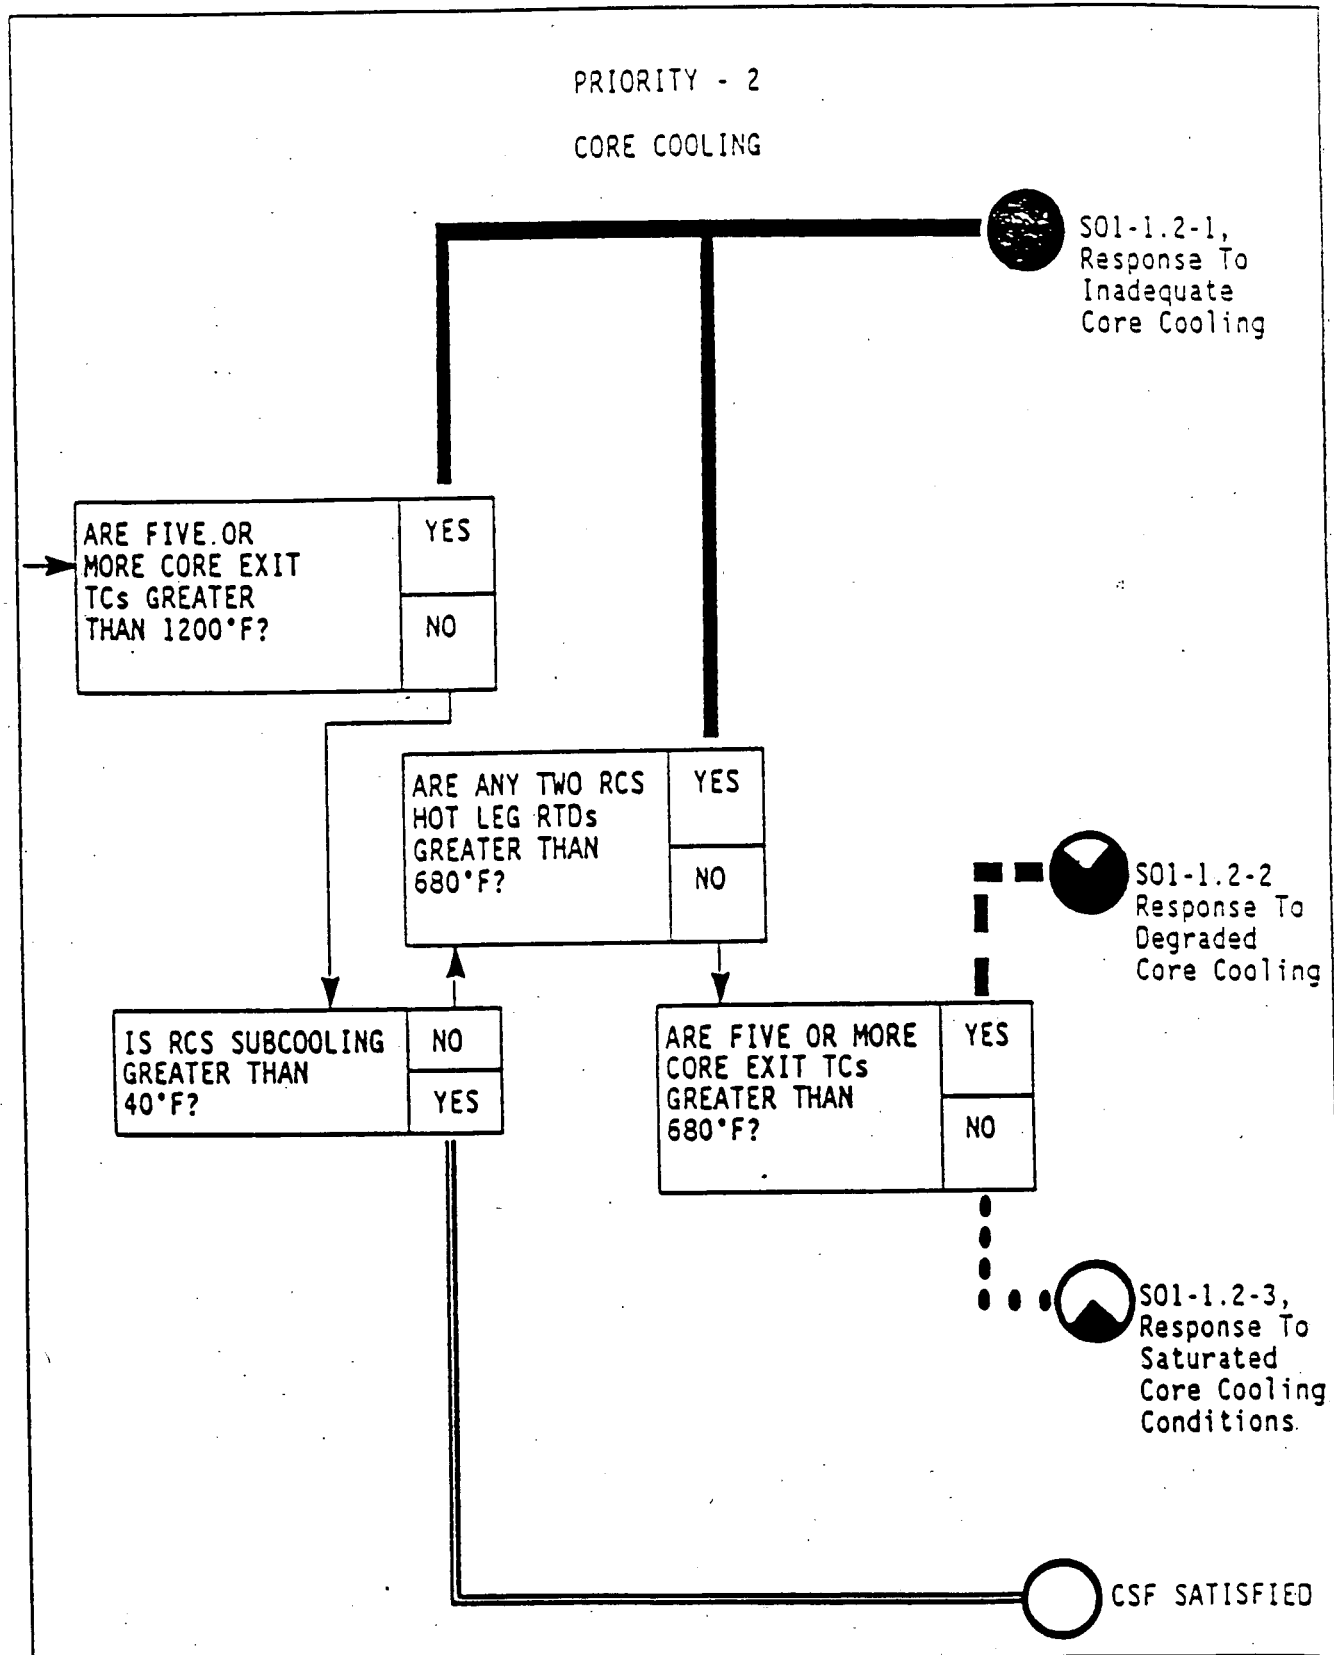 PRIORITY - 2
CORE COOLING
SO1-1.2-1,
Response To
Inadequate
Core Cooling
ARE FIVE OR
MORE CORE EXIT
TCs GREATER
THAN 1200°F?
YES
NO
ARE ANY TWO RCS
HOT LEG RTDs
GREATER THAN
680°F?
YES
NO
SO1-1.2-2
Response To
Degraded
Core Cooling
IS RCS SUBCOOLING
GREATER THAN
40°F?
NO
YES
ARE FIVE OR MORE
CORE EXIT TCs
GREATER THAN
680°F?
YES
NO
SO1-1.2-3,
Response To
Saturated
Core Cooling
Conditions
CSF SATISFIED